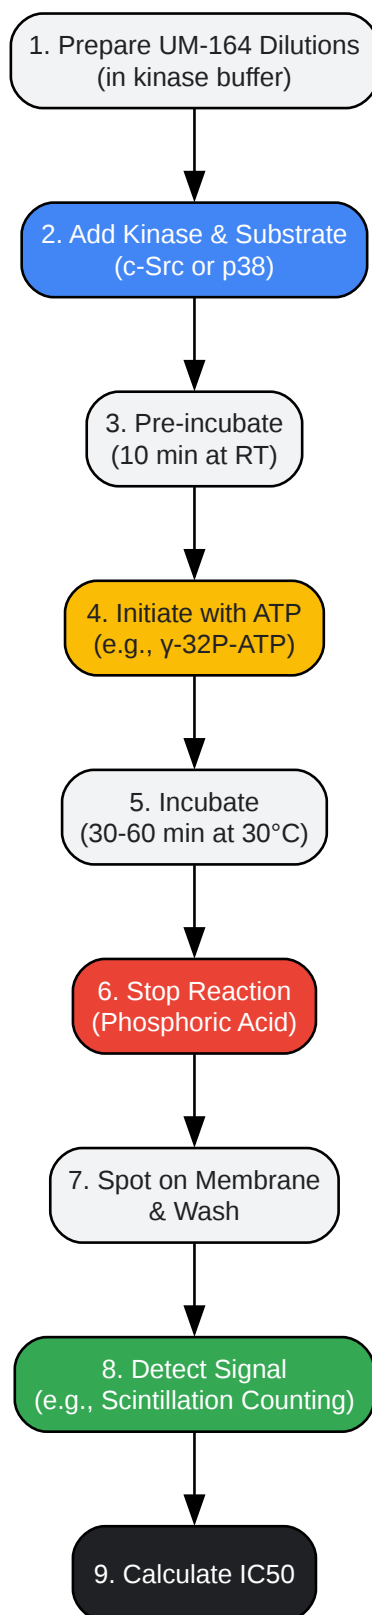 1. Prepare UM-164 Dilutions
(in kinase buffer)
2. Add Kinase & Substrate
(c-Src or p38)
3. Pre-incubate
(10 min at RT)
4. Initiate with ATP
(e.g., γ-32P-ATP)
5. Incubate
(30-60 min at 30°C)
6. Stop Reaction
(Phosphoric Acid)
7. Spot on Membrane
& Wash
8. Detect Signal
(e.g., Scintillation Counting)
9. Calculate IC50